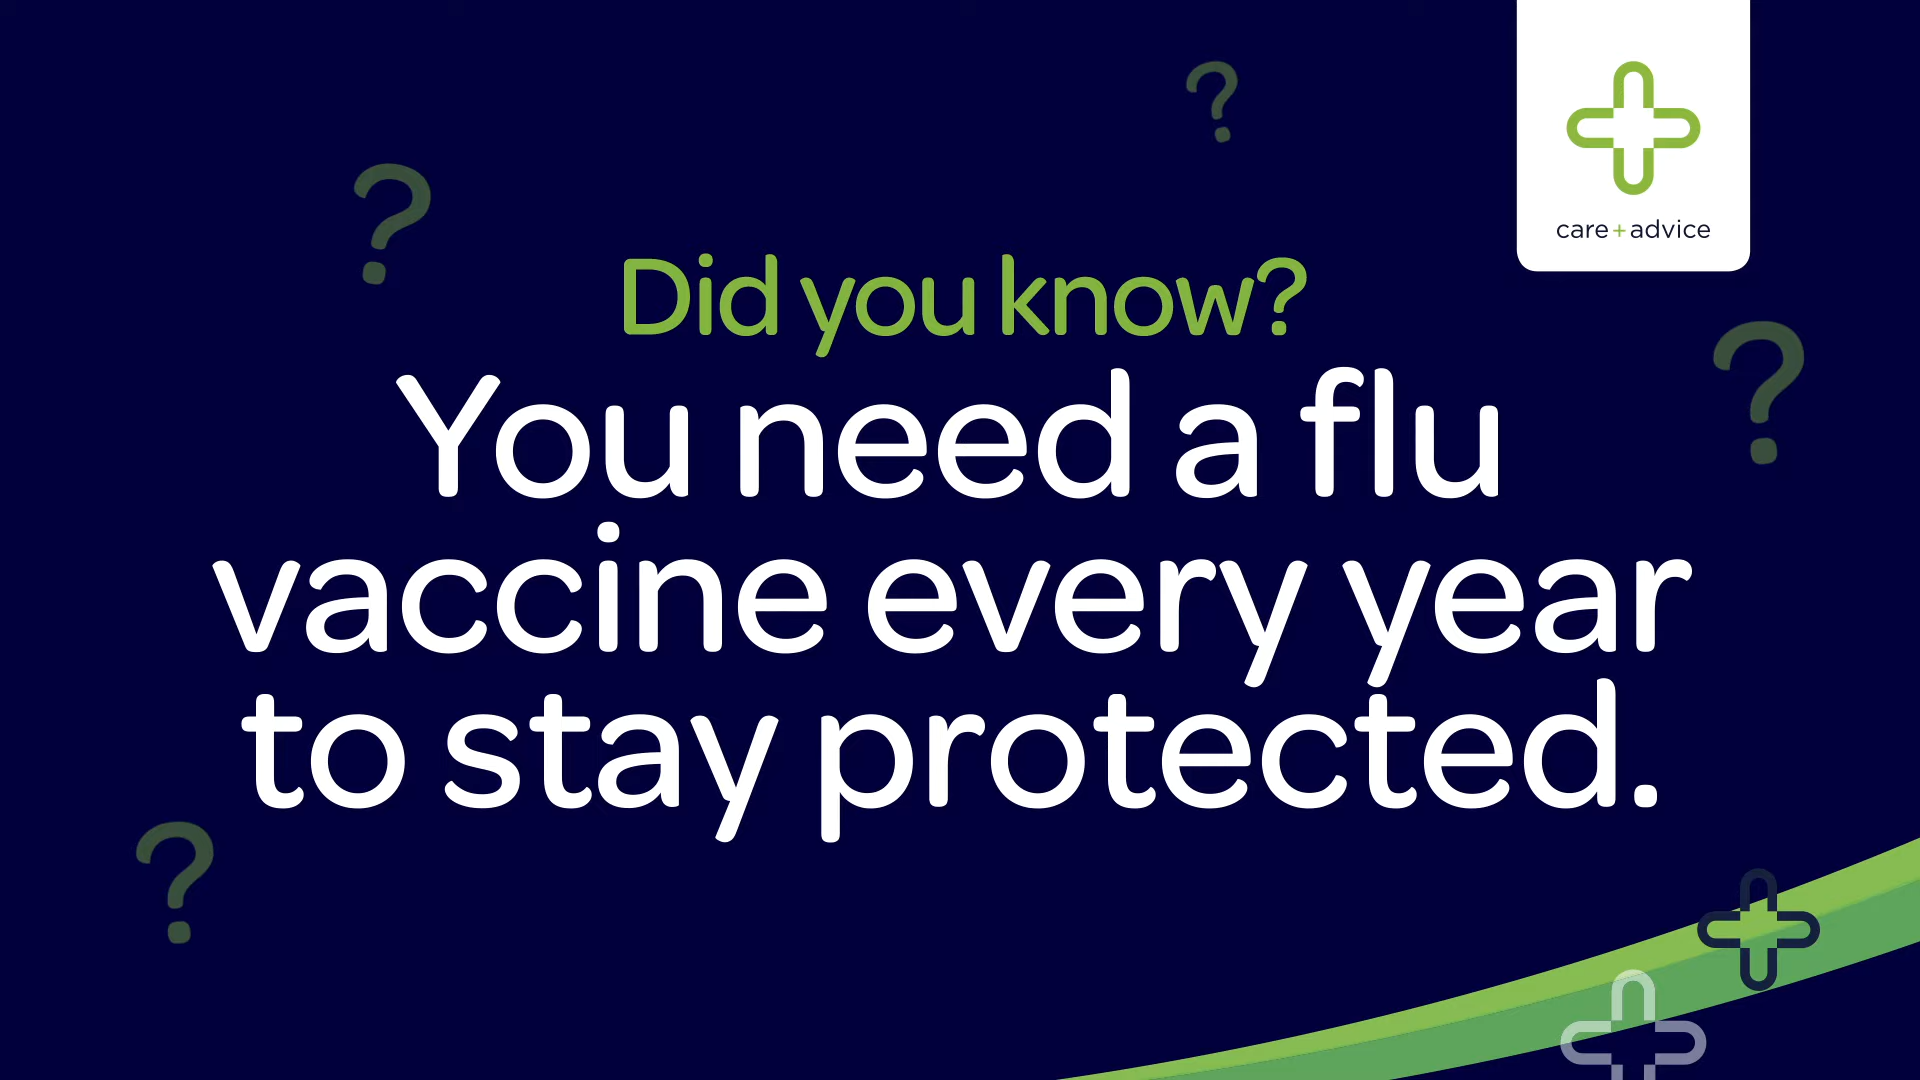 care+advice
Did you know?
You need a flu
vaccine every year
to stay protected.